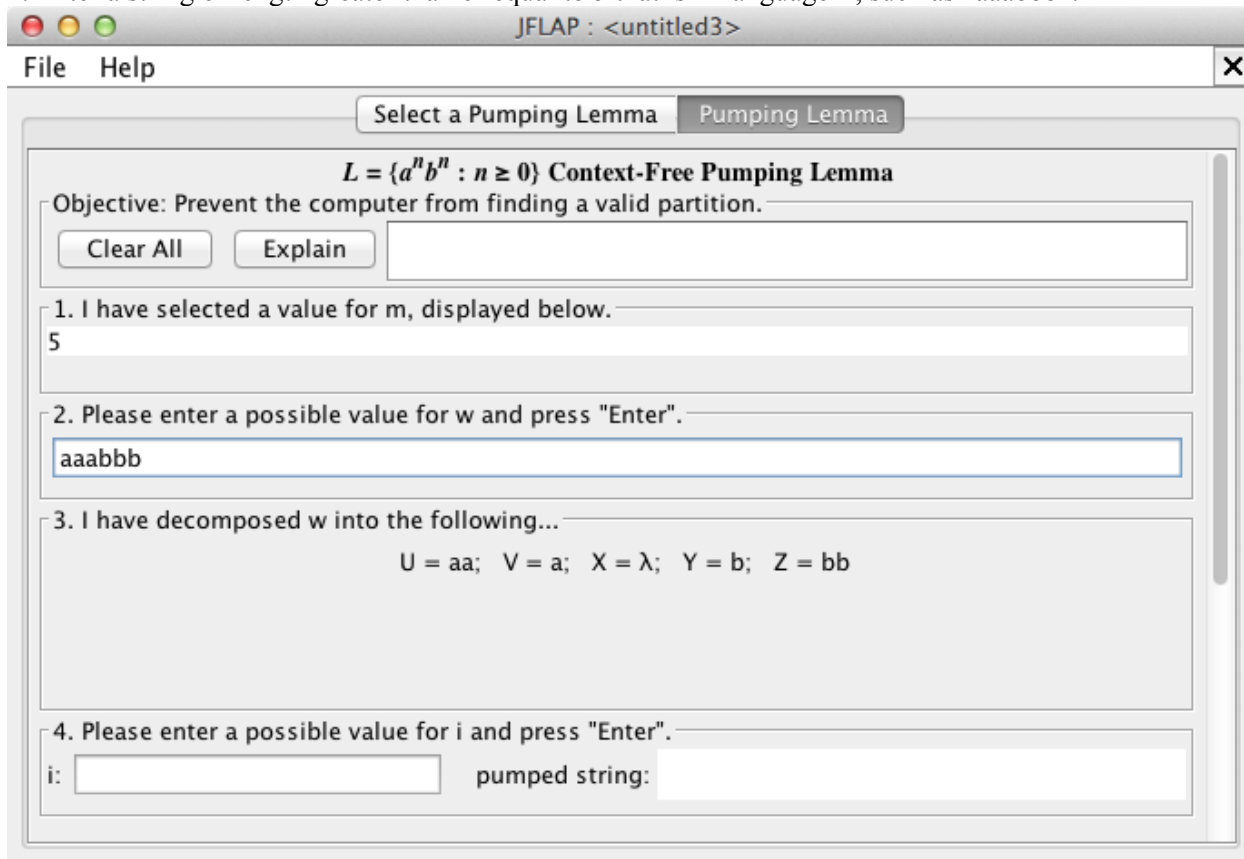 JFLAP : <untitled3>
File Help
Select a Pumping Lemma Pumping Lemma
L = {aⁿbⁿ : n ≥ 0} Context-Free Pumping Lemma
Objective: Prevent the computer from finding a valid partition.
Clear All Explain
1. I have selected a value for m, displayed below.
5
2. Please enter a possible value for w and press "Enter".
aaabbb
3. I have decomposed w into the following...
U = aa; V = a; X = λ; Y = b; Z = bb
4. Please enter a possible value for i and press "Enter".
i: pumped string: